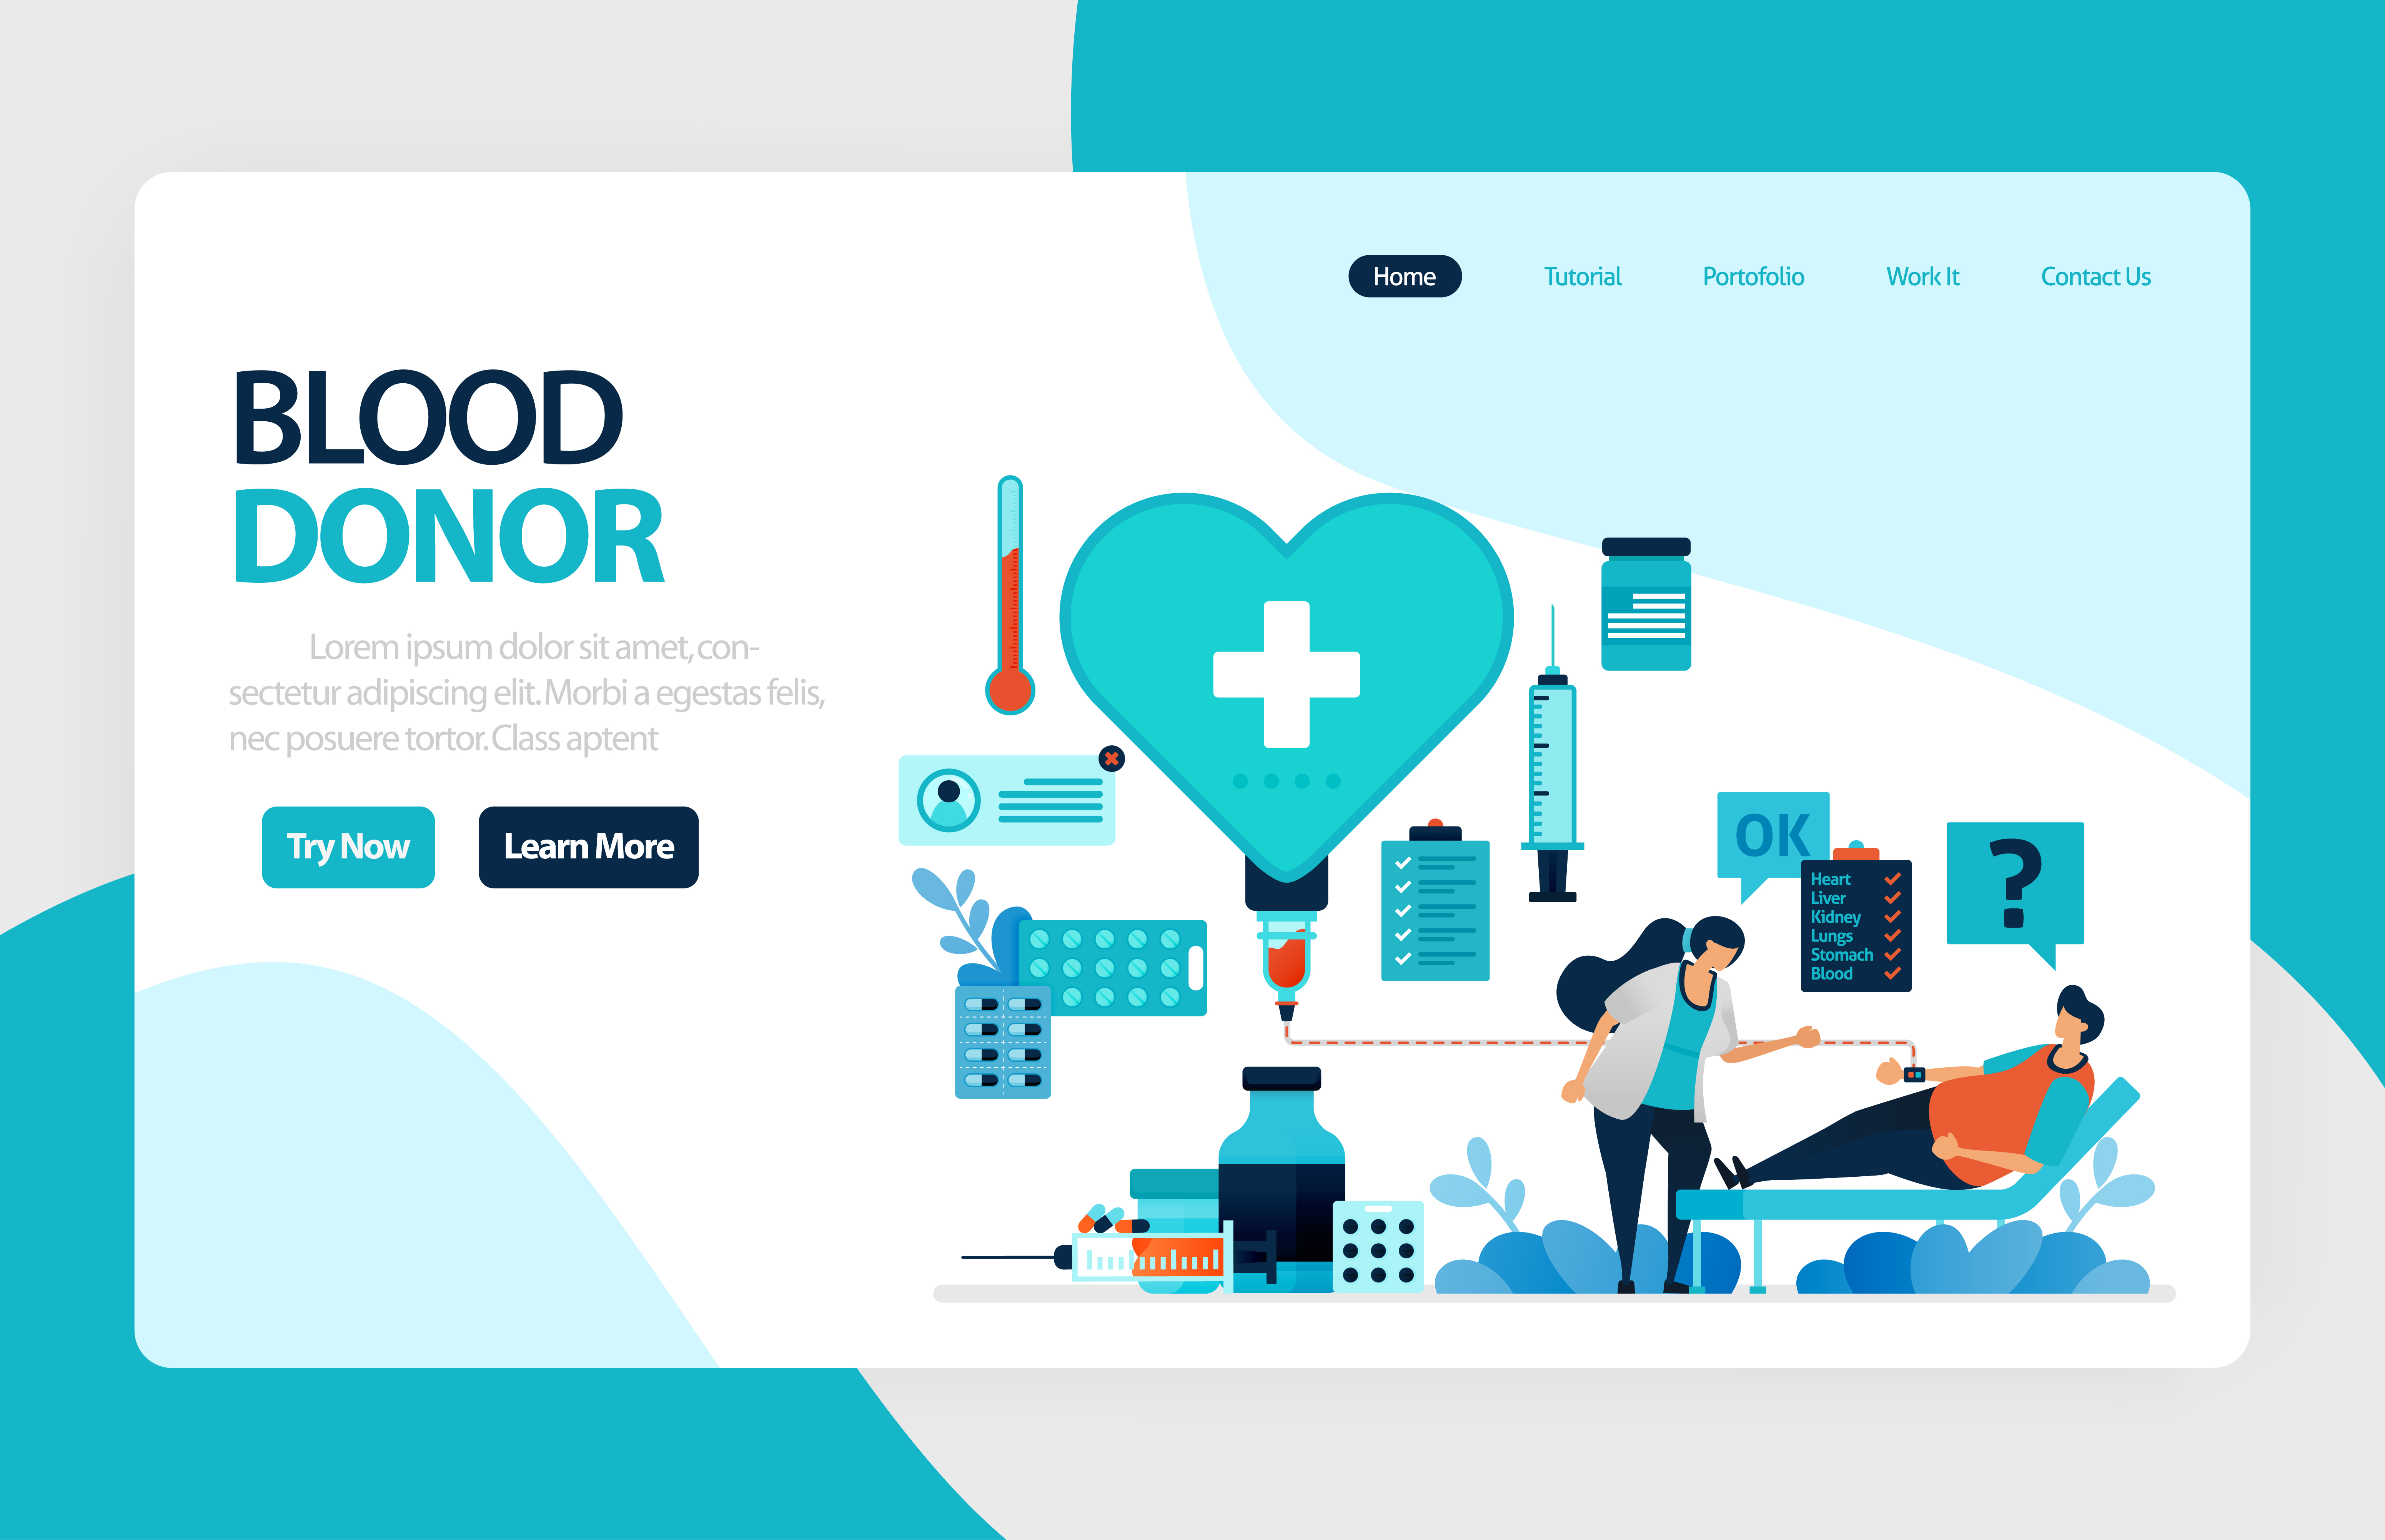 Home
Tutorial
Portofolio
Work It
Contact Us
BLOOD
DONOR
Lorem ipsum dolor sit amet, con-
sectetur adipiscing elit. Morbi a egestas felis,
nec posuere tortor. Class aptent
Try Now
Learn More
OK
Heart
Liver
Kidney
Lungs
Stomach
Blood
?